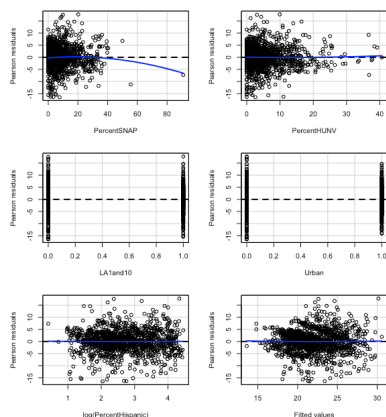 Pearson residuals
-15 -5 0 5 10
0 20 40 60 80
PercentSNAP
Pearson residuals
-15 -5 0 5 10
0 10 20 30 40
PercentHUNV
Pearson residuals
-15 -5 0 5 10
0.0 0.2 0.4 0.6 0.8 1.0
LA1and10
Pearson residuals
-15 -5 0 5 10
0.0 0.2 0.4 0.6 0.8 1.0
Urban
Pearson residuals
-15 -5 0 5 10
1 2 3 4
log(PercentHispanic)
Pearson residuals
-15 -5 0 5 10
15 20 25 30
Fitted values